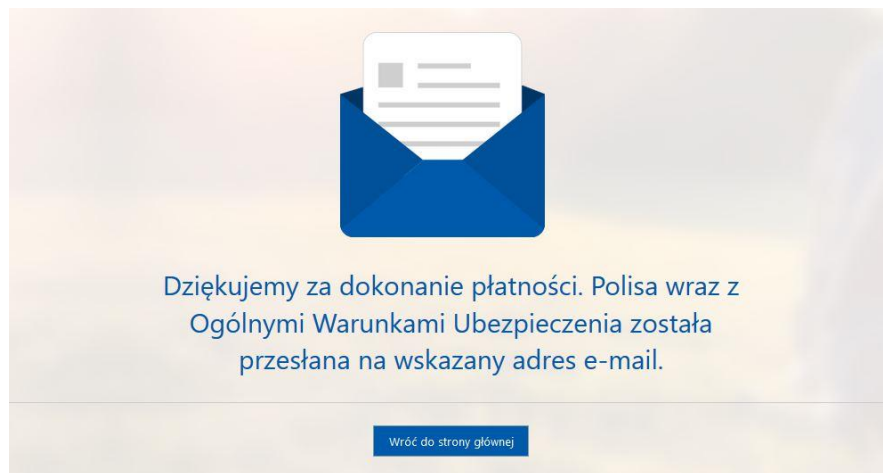 Dziękujemy za dokonanie płatności. Polisa wraz z
Ogólnymi Warunkami Ubezpieczenia została
przesłana na wskazany adres e-mail.
Wróć do strony głównej